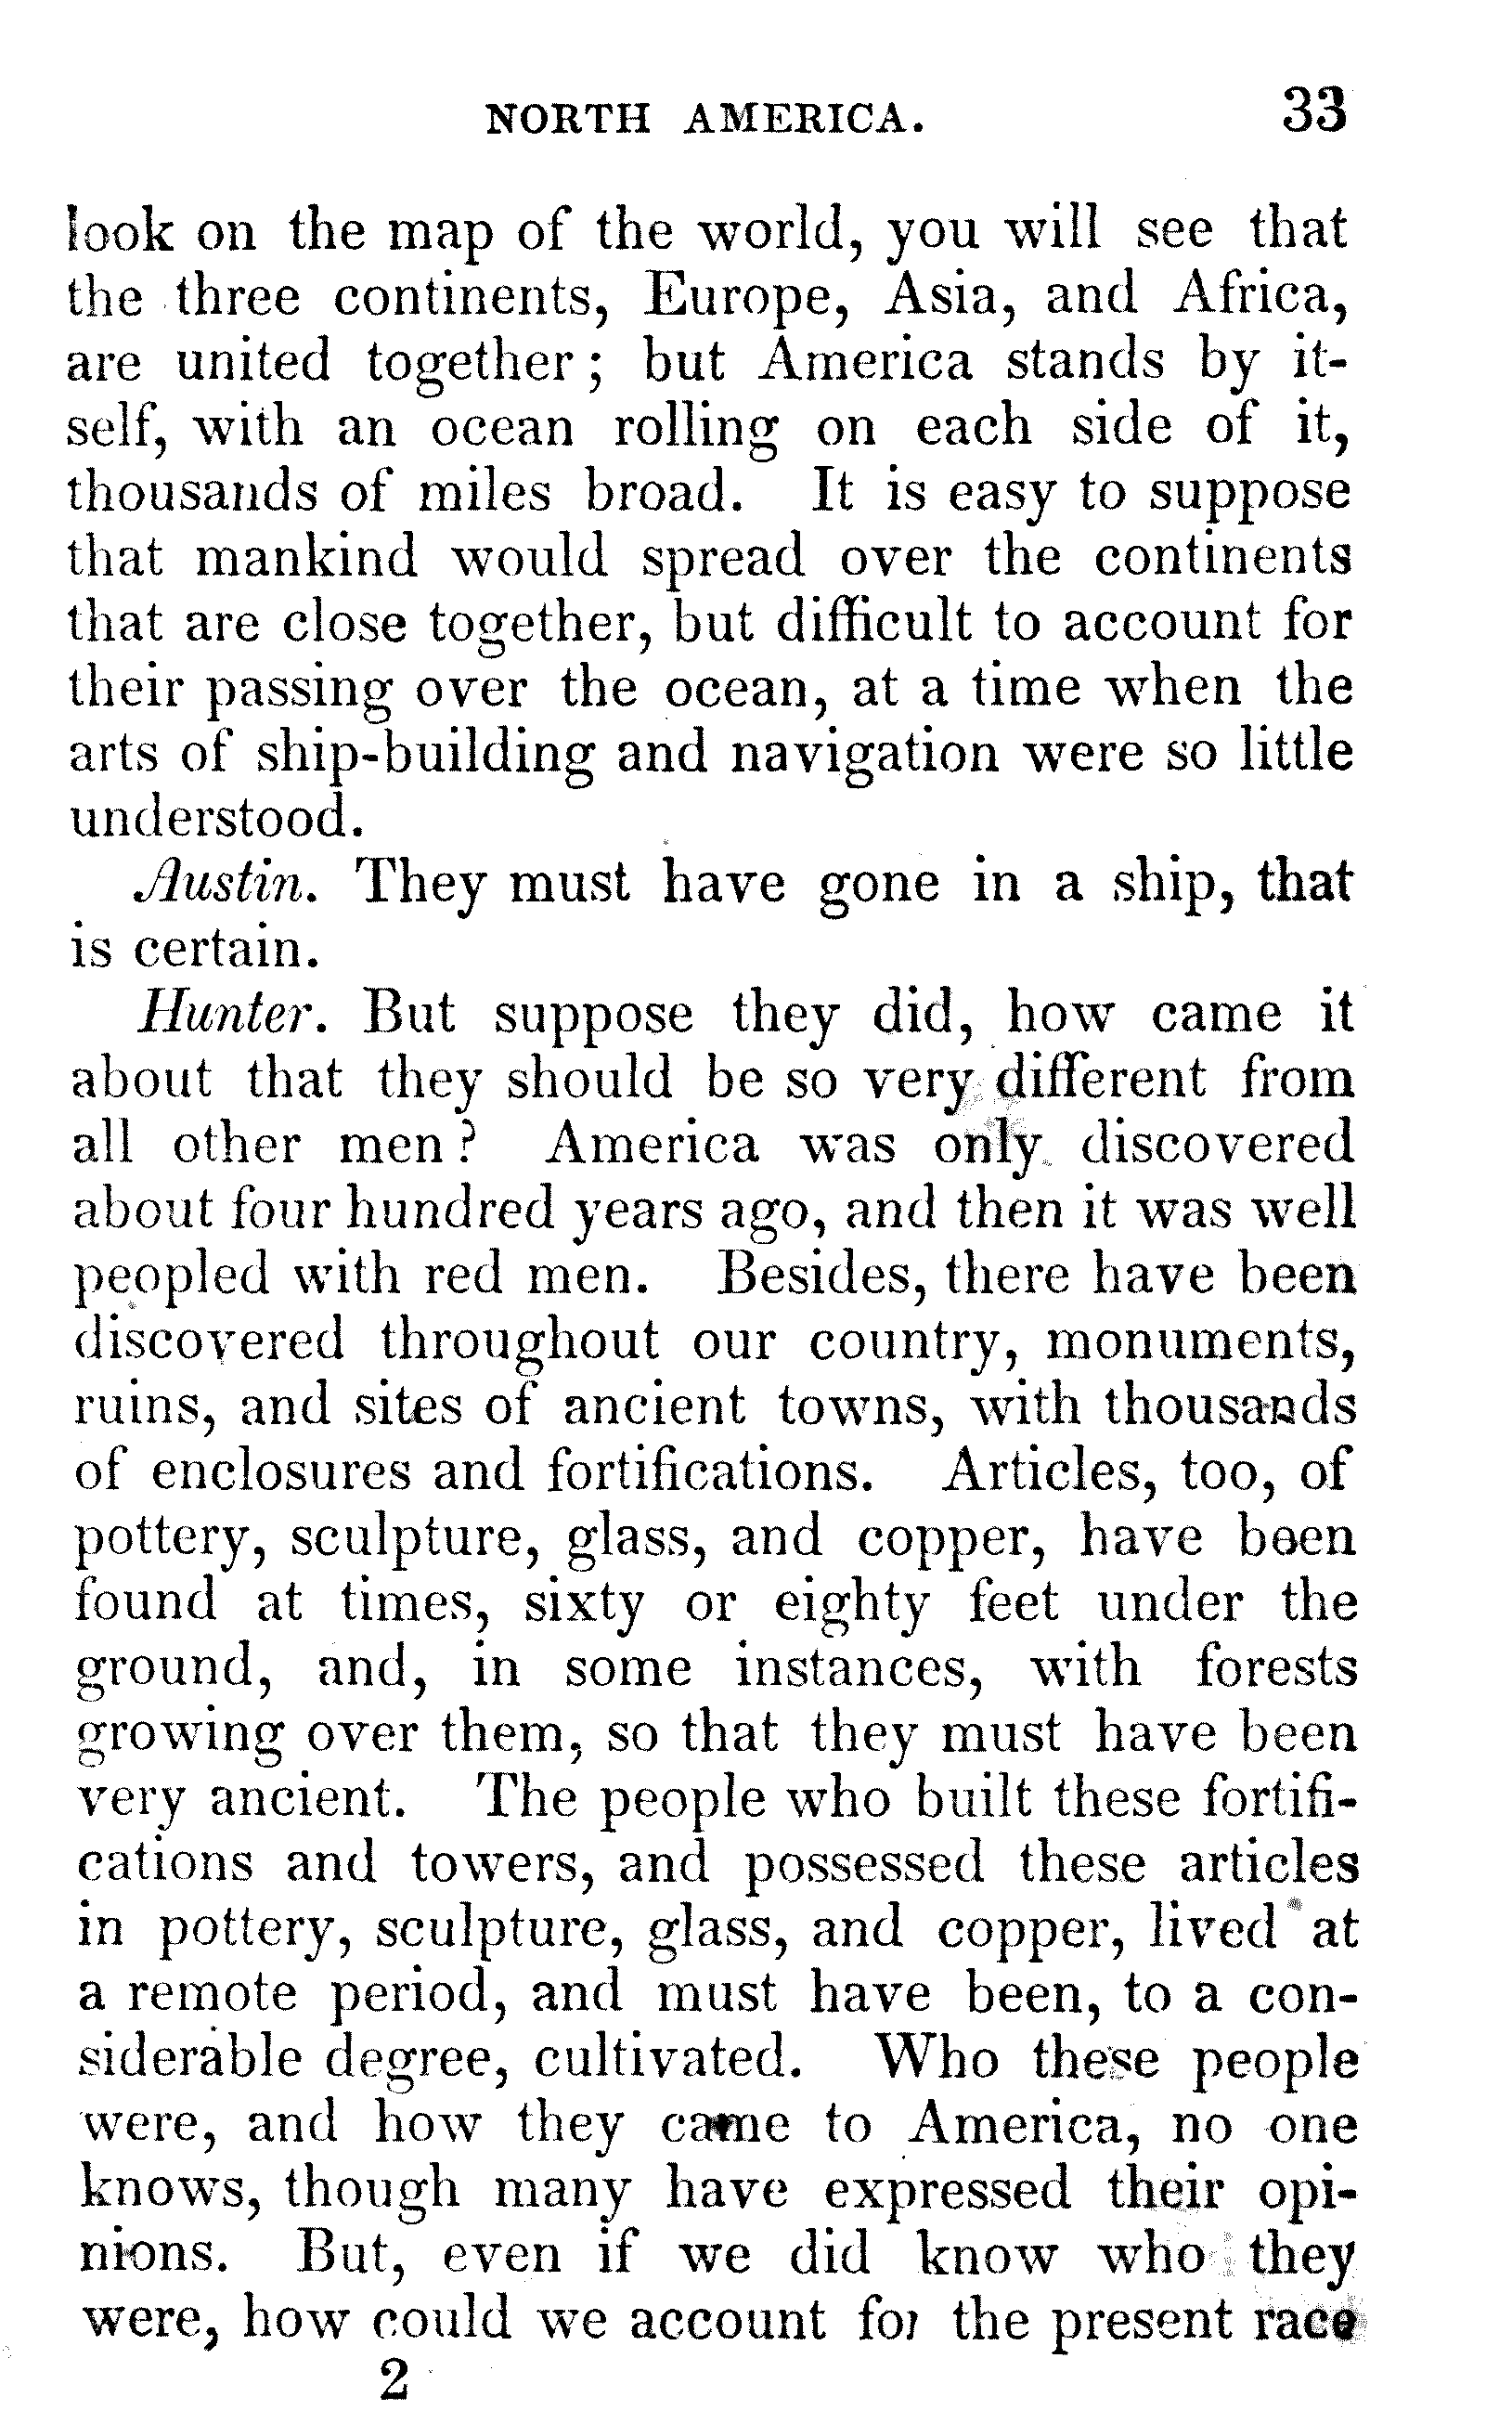 NORTH AMERICA. 33
look on the map of the world, you will see that
the three continents, Europe, Asia, and Africa,
are united together; but America stands by it-
self, with an ocean rolling on each side of it,
thousands of miles broad. It is easy to suppose
that mankind would spread over the continents
that are close together, but difficult to account for
their passing over the ocean, at a time when the
arts of ship-building and navigation were so little
understood.
Austin. They must have gone in a ship, that
is certain.
Hunter. But suppose they did, how came it
about that they should be so very different from
all other men? America was only discovered
about four hundred years ago, and then it was well
peopled with red men. Besides, there have been
discovered throughout our country, monuments,
ruins, and sites of ancient towns, with thousands
of enclosures and fortifications. Articles, too, of
pottery, sculpture, glass, and copper, have been
found at times, sixty or eighty feet under the
ground, and, in some instances, with forests
growing over them, so that they must have been
very ancient. The people who built these fortifi-
cations and towers, and possessed these articles
in pottery, sculpture, glass, and copper, lived at
a remote period, and must have been, to a con-
siderable degree, cultivated. Who these people
were, and how they came to America, no one
knows, though many have expressed their opi-
nions. But, even if we did know who they
were, how could we account for the present race
2